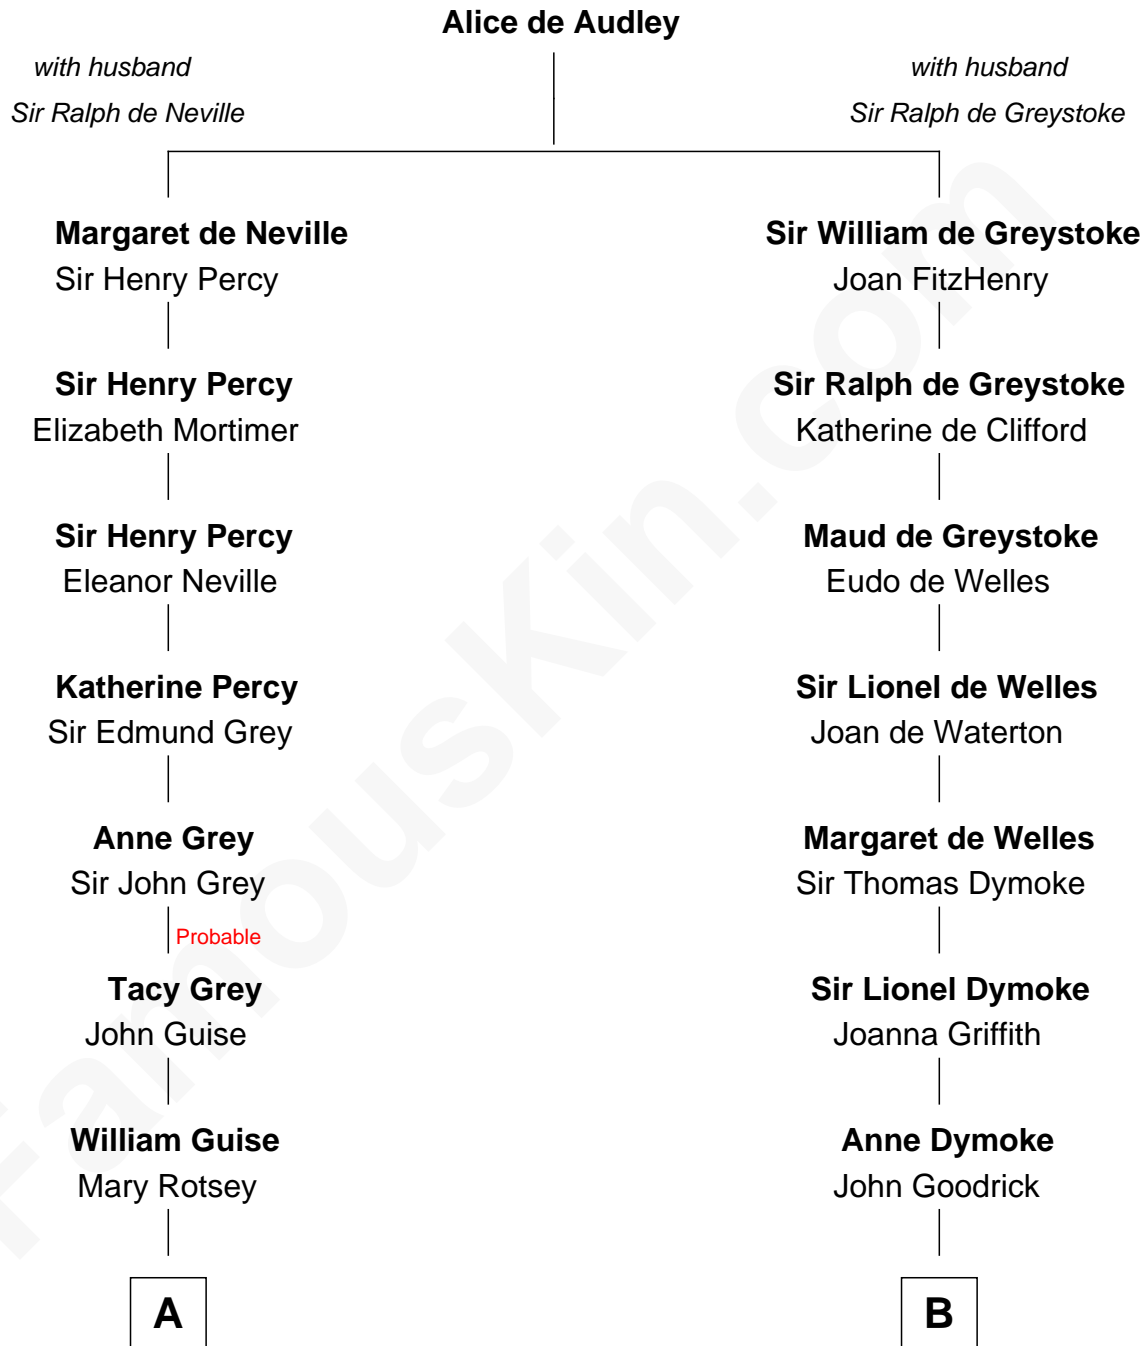 Alice de Audley
with husband
Sir Ralph de Neville
with husband
Sir Ralph de Greystoke
Margaret de Neville
Sir Henry Percy
Sir William de Greystoke
Joan FitzHenry
Sir Henry Percy
Elizabeth Mortimer
Sir Ralph de Greystoke
Katherine de Clifford
Sir Henry Percy
Eleanor Neville
Maud de Greystoke
Eudo de Welles
Katherine Percy
Sir Edmund Grey
Sir Lionel de Welles
Joan de Waterton
Anne Grey
Sir John Grey
Margaret de Welles
Sir Thomas Dymoke
Probable
Tacy Grey
John Guise
Sir Lionel Dymoke
Joanna Griffith
William Guise
Mary Rotsey
Anne Dymoke
John Goodrick
A
B
FamousKin.com